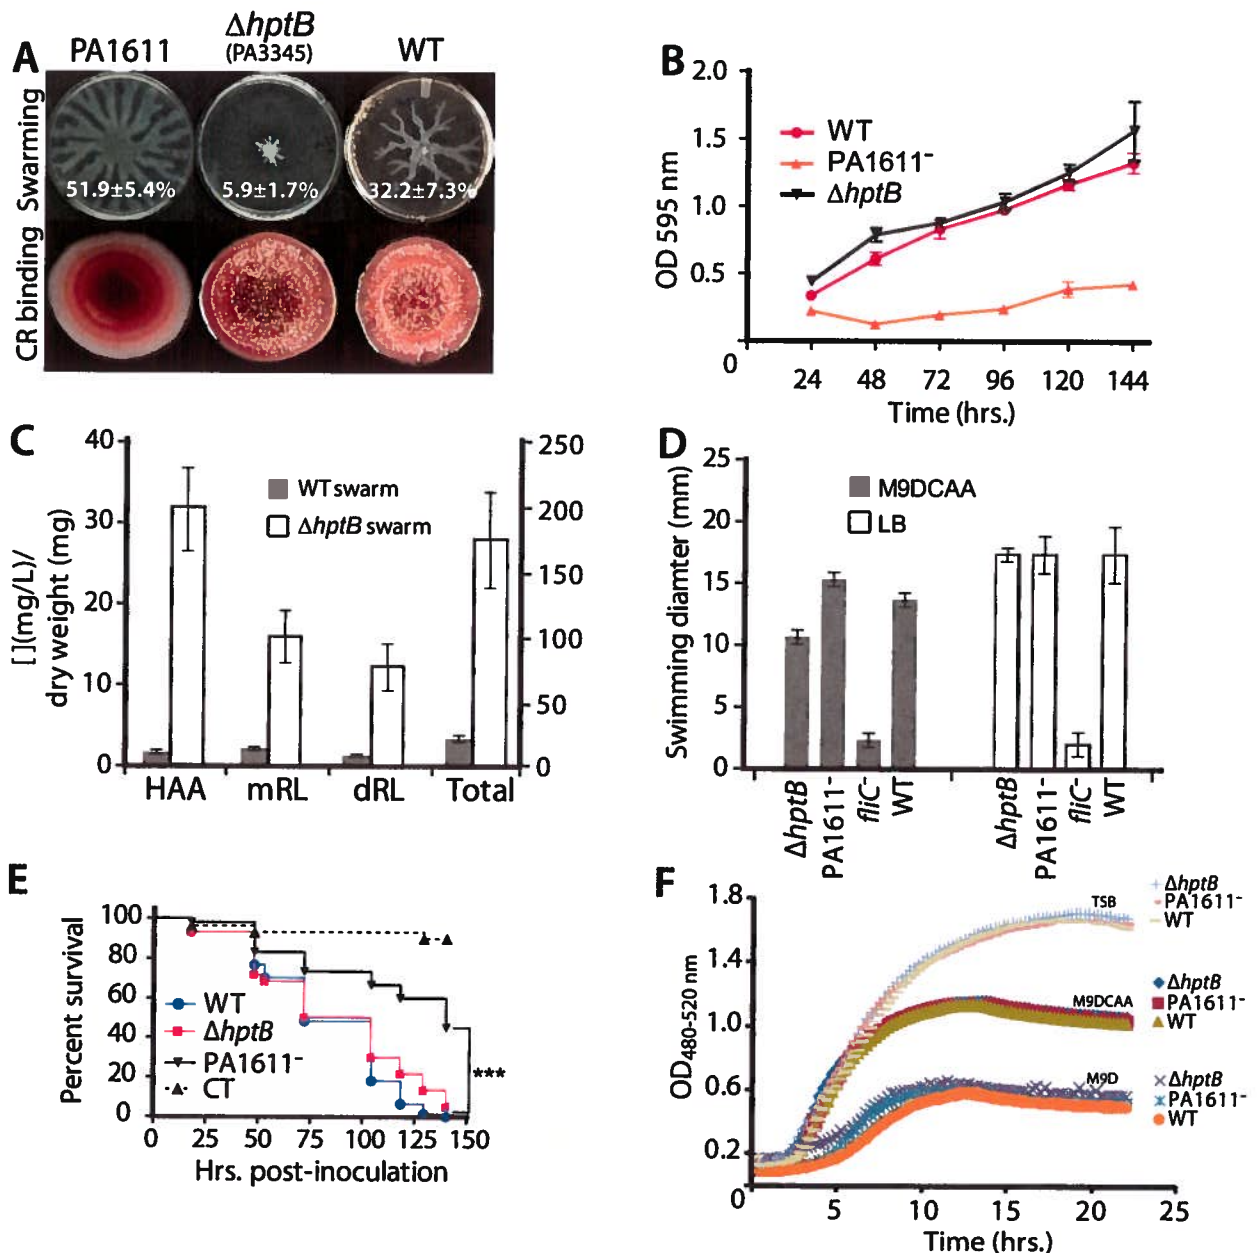 A
PA1611
ΔhptB
(PA3345)
WT
Swarming
51.9±5.4%
5.9±1.7%
32.2±7.3%
CR binding
B
OD 595 nm
2.0
1.5
1.0
0.5
0
WT
PA1611-
ΔhptB
24 48 72 96 120 144
Time (hrs.)
C
[](mg/L)/
dry weight (mg)
40
30
20
10
0
WT swarm
ΔhptB swarm
250
200
150
100
50
0
HAA mRL dRL Total
D
Swimming diamter (mm)
25
20
15
10
5
0
M9DCAA
LB
ΔhptB
PA1611-
fliC-
WT
ΔhptB
PA1611-
fliC-
WT
E
Percent survival
100
80
60
40
20
0
WT
ΔhptB
PA1611-
CT
***
0 25 50 75 100 125 150
Hrs. post-inoculation
F
OD480-520 nm
1.8
1.4
1.0
0.6
0.2
0
TSB
ΔhptB
PA1611-
WT
M9DCAA
ΔhptB
PA1611-
WT
M9D
ΔhptB
PA1611-
WT
5 10 15 20 25
Time (hrs.)